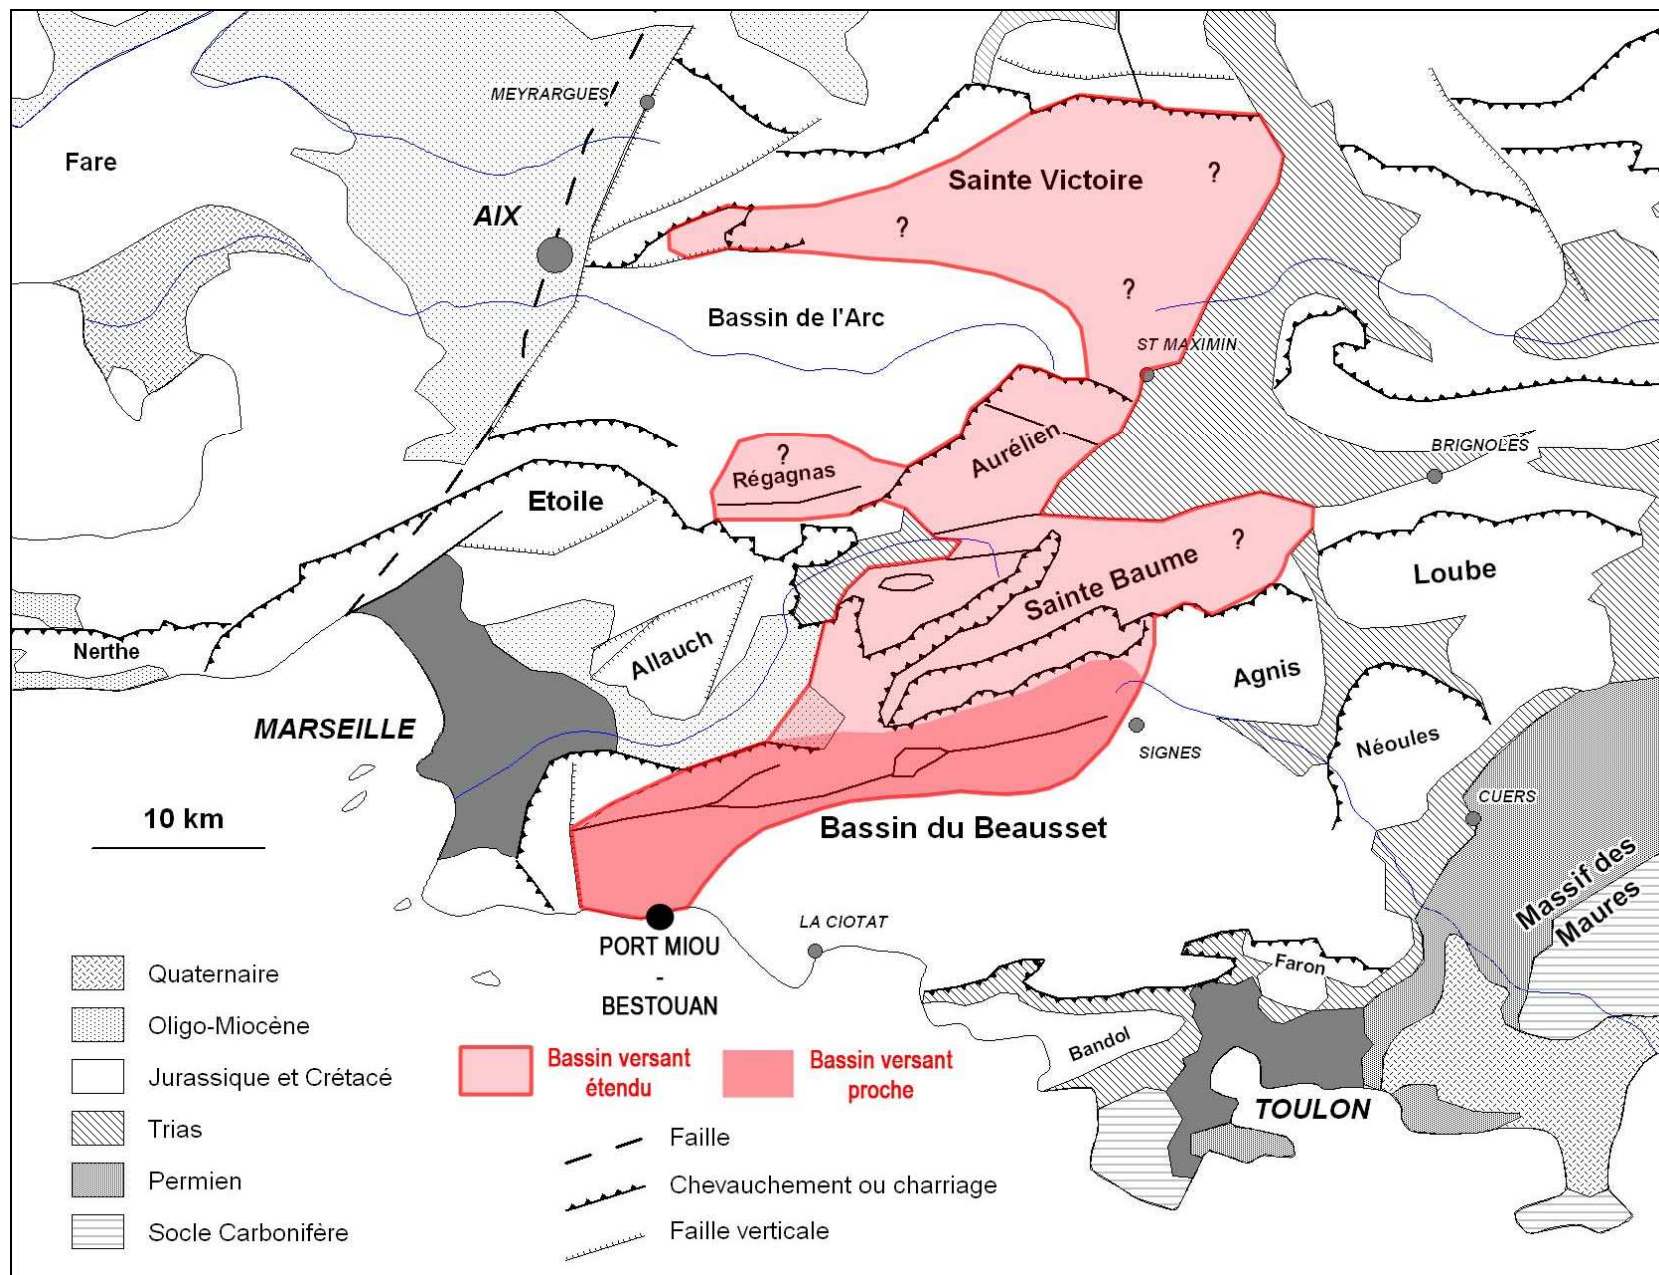 MEYRARGUES
Fare
Sainte Victoire
?
AIX
?
?
Bassin de l'Arc
ST MAXIMIN
Aurélien
BRIGNOLES
?
Régagnas
Etoile
?
Sainte Baume
Loube
Nerthe
Allauch
Agnis
MARSEILLE
Néoules
SIGNES
10 km
CUERS
Bassin du Beausset
Massif des
Maures
LA CIOTAT
PORT MIOU
-
BESTOUAN
Faron
Bandol
TOULON
Quaternaire
Oligo-Miocène
Jurassique et Crétacé
Trias
Permien
Socle Carbonifère
Bassin versant
étendu
Bassin versant
proche
Faille
Chevauchement ou charriage
Faille verticale